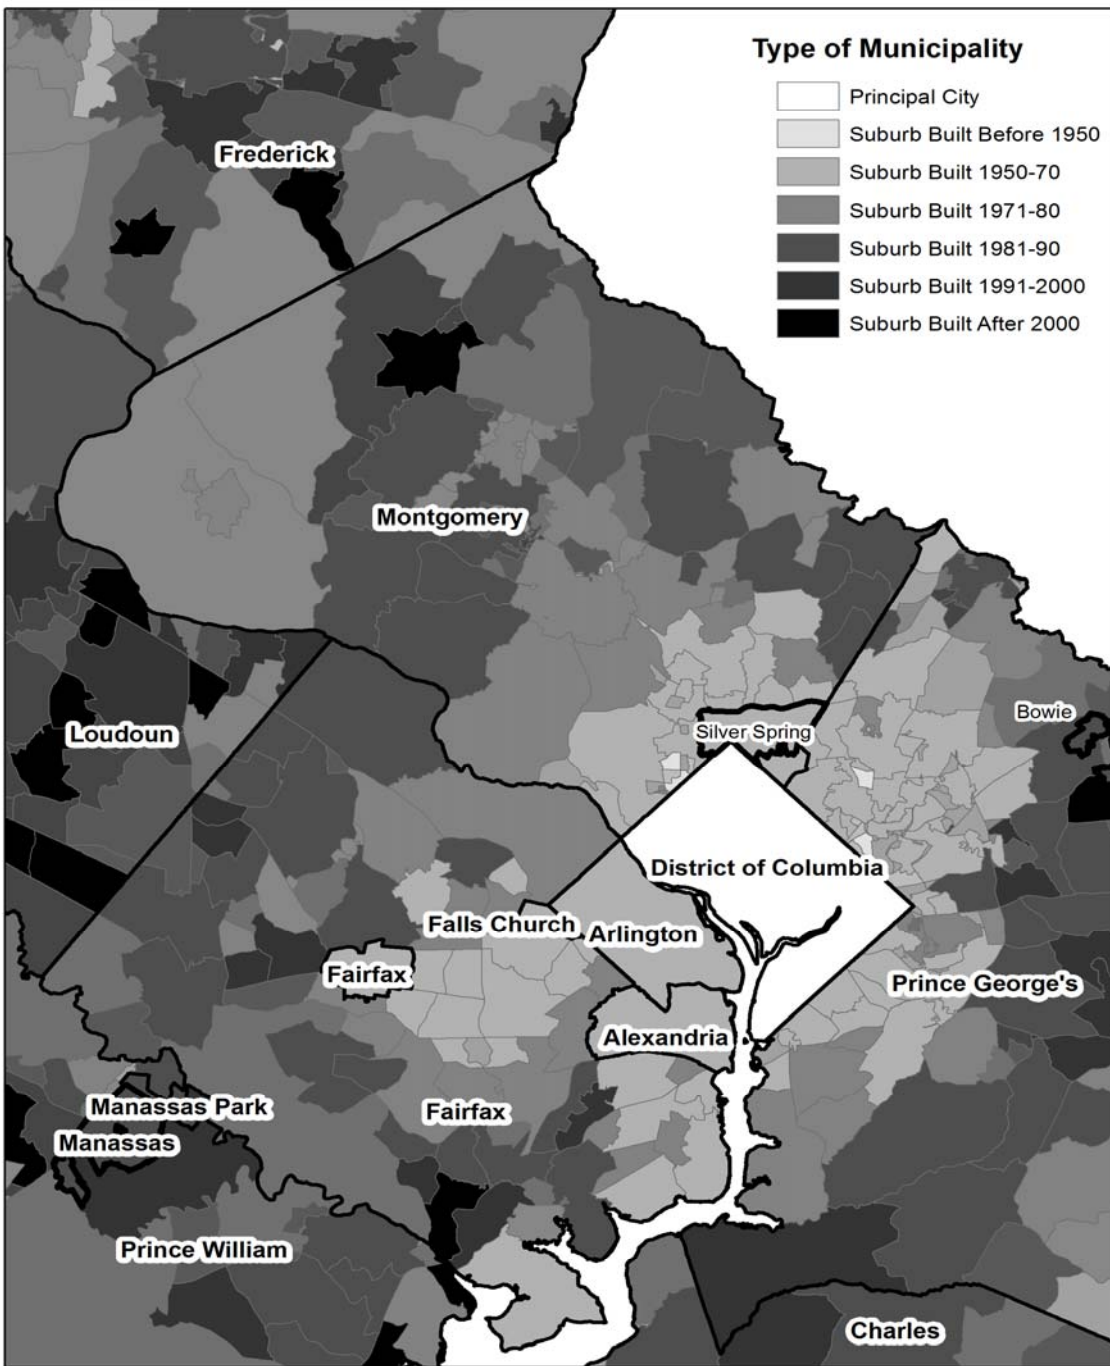 Type of Municipality
Principal City
Suburb Built Before 1950
Suburb Built 1950-70
Suburb Built 1971-80
Suburb Built 1981-90
Suburb Built 1991-2000
Suburb Built After 2000
Frederick
Montgomery
Loudoun
Silver Spring
Bowie
District of Columbia
Falls Church
Arlington
Fairfax
Prince George's
Alexandria
Manassas Park
Fairfax
Manassas
Prince William
Charles